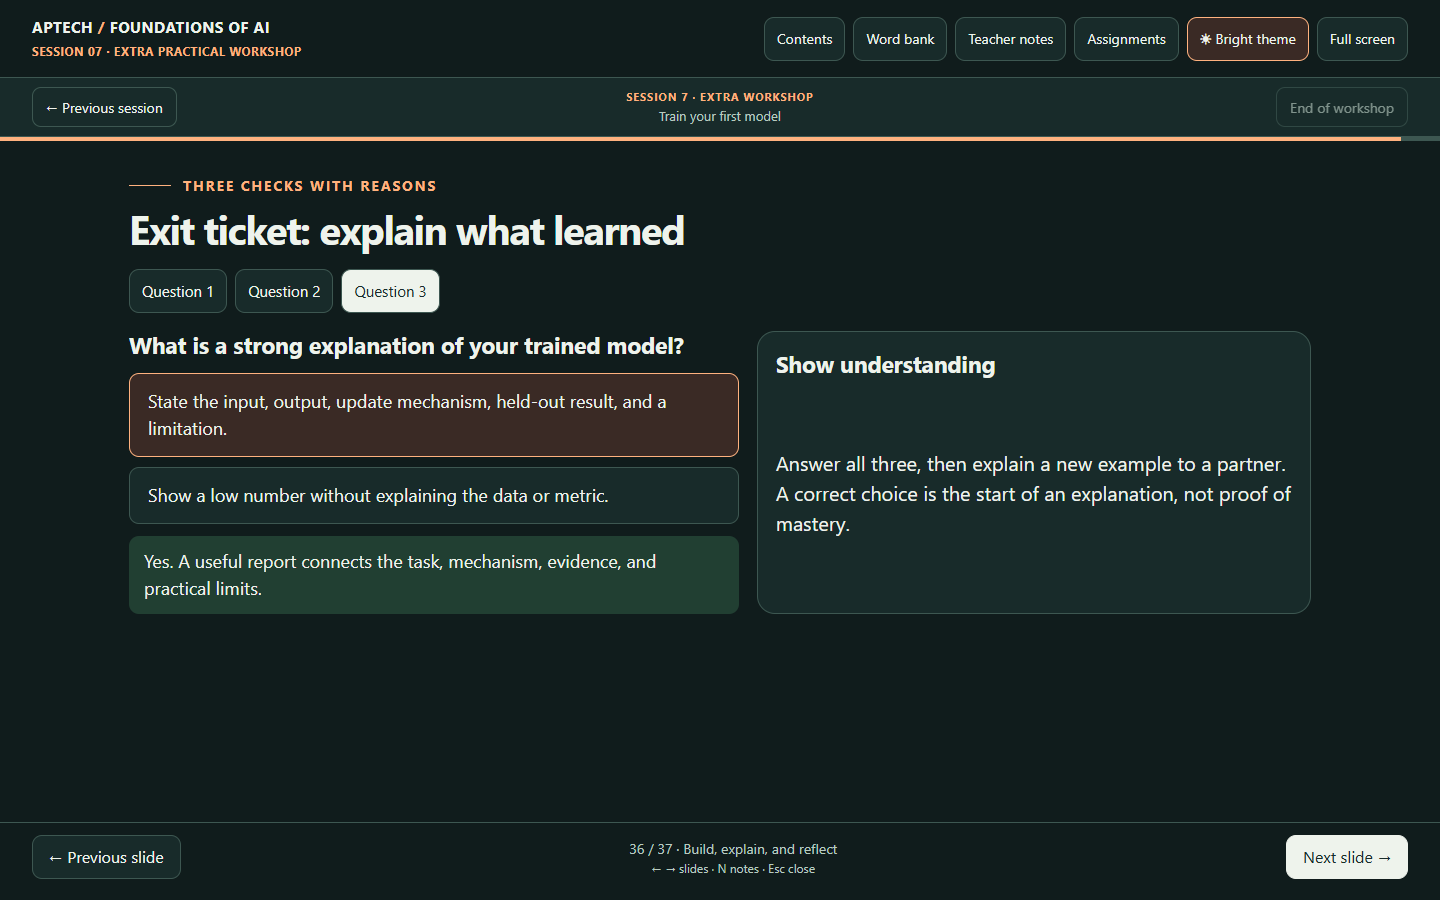 APTECH / FOUNDATIONS OF AI
SESSION 07 · EXTRA PRACTICAL WORKSHOP
Contents
Word bank
Teacher notes
Assignments
☀ Bright theme
Full screen
← Previous session
SESSION 7 · EXTRA WORKSHOP
Train your first model
End of workshop
THREE CHECKS WITH REASONS
Exit ticket: explain what learned
Question 1
Question 2
Question 3
What is a strong explanation of your trained model?
State the input, output, update mechanism, held-out result, and a
limitation.
Show a low number without explaining the data or metric.
Yes. A useful report connects the task, mechanism, evidence, and
practical limits.
Show understanding
Answer all three, then explain a new example to a partner.
A correct choice is the start of an explanation, not proof of
mastery.
← Previous slide
36 / 37 · Build, explain, and reflect
← → slides · N notes · Esc close
Next slide →